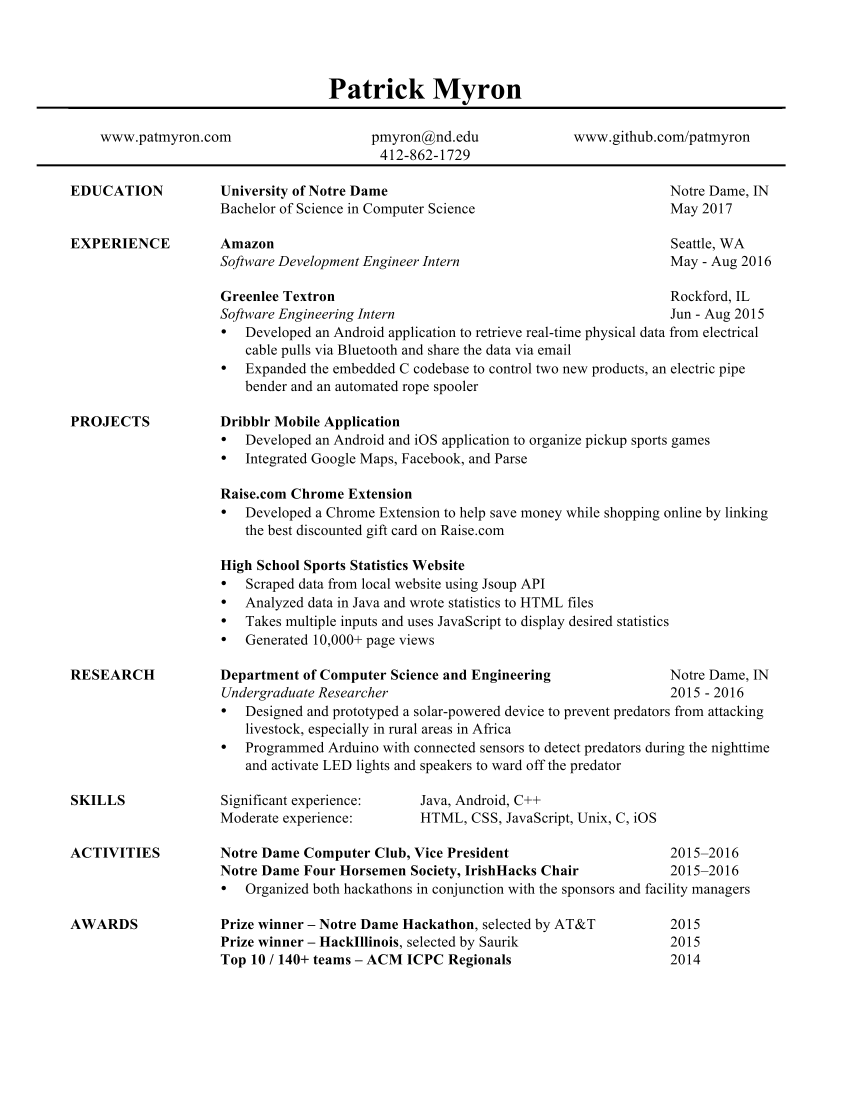 Patrick Myron
www.patmyron.com pmyron@nd.edu www.github.com/patmyron
412-862-1729
EDUCATION University of Notre Dame Notre Dame, IN
Bachelor of Science in Computer Science May 2017
EXPERIENCE Amazon Seattle, WA
Software Development Engineer Intern May - Aug 2016
Greenlee Textron Rockford, IL
Software Engineering Intern Jun - Aug 2015
• Developed an Android application to retrieve real-time physical data from electrical
cable pulls via Bluetooth and share the data via email
• Expanded the embedded C codebase to control two new products, an electric pipe
bender and an automated rope spooler
PROJECTS Dribblr Mobile Application
• Developed an Android and iOS application to organize pickup sports games
• Integrated Google Maps, Facebook, and Parse
Raise.com Chrome Extension
• Developed a Chrome Extension to help save money while shopping online by linking
the best discounted gift card on Raise.com
High School Sports Statistics Website
• Scraped data from local website using Jsoup API
• Analyzed data in Java and wrote statistics to HTML files
• Takes multiple inputs and uses JavaScript to display desired statistics
• Generated 10,000+ page views
RESEARCH Department of Computer Science and Engineering Notre Dame, IN
Undergraduate Researcher 2015 - 2016
• Designed and prototyped a solar-powered device to prevent predators from attacking
livestock, especially in rural areas in Africa
• Programmed Arduino with connected sensors to detect predators during the nighttime
and activate LED lights and speakers to ward off the predator
SKILLS Significant experience: Java, Android, C++
Moderate experience: HTML, CSS, JavaScript, Unix, C, iOS
ACTIVITIES Notre Dame Computer Club, Vice President 2015–2016
Notre Dame Four Horsemen Society, IrishHacks Chair 2015–2016
• Organized both hackathons in conjunction with the sponsors and facility managers
AWARDS Prize winner – Notre Dame Hackathon, selected by AT&T 2015
Prize winner – HackIllinois, selected by Saurik 2015
Top 10 / 140+ teams – ACM ICPC Regionals 2014